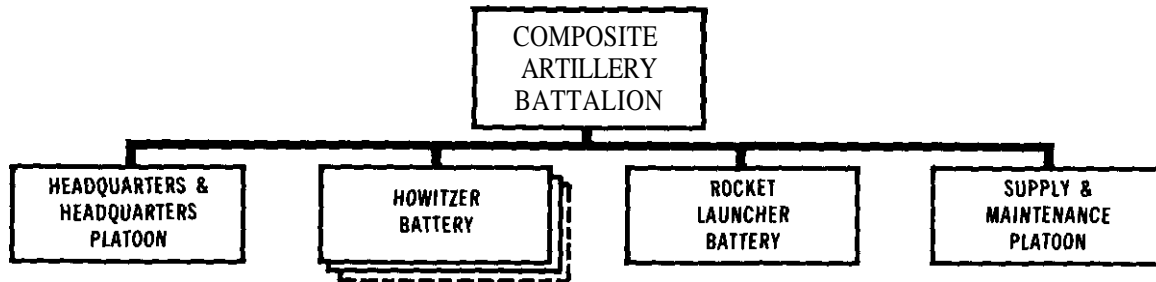 COMPOSITE
ARTILLERY
BATTALION
HEADQUARTERS &
HEADQUARTERS
PLATOON
HOWITZER
BATTERY
ROCKET
LAUNCHER
BATTERY
SUPPLY &
MAINTENANCE
PLATOON